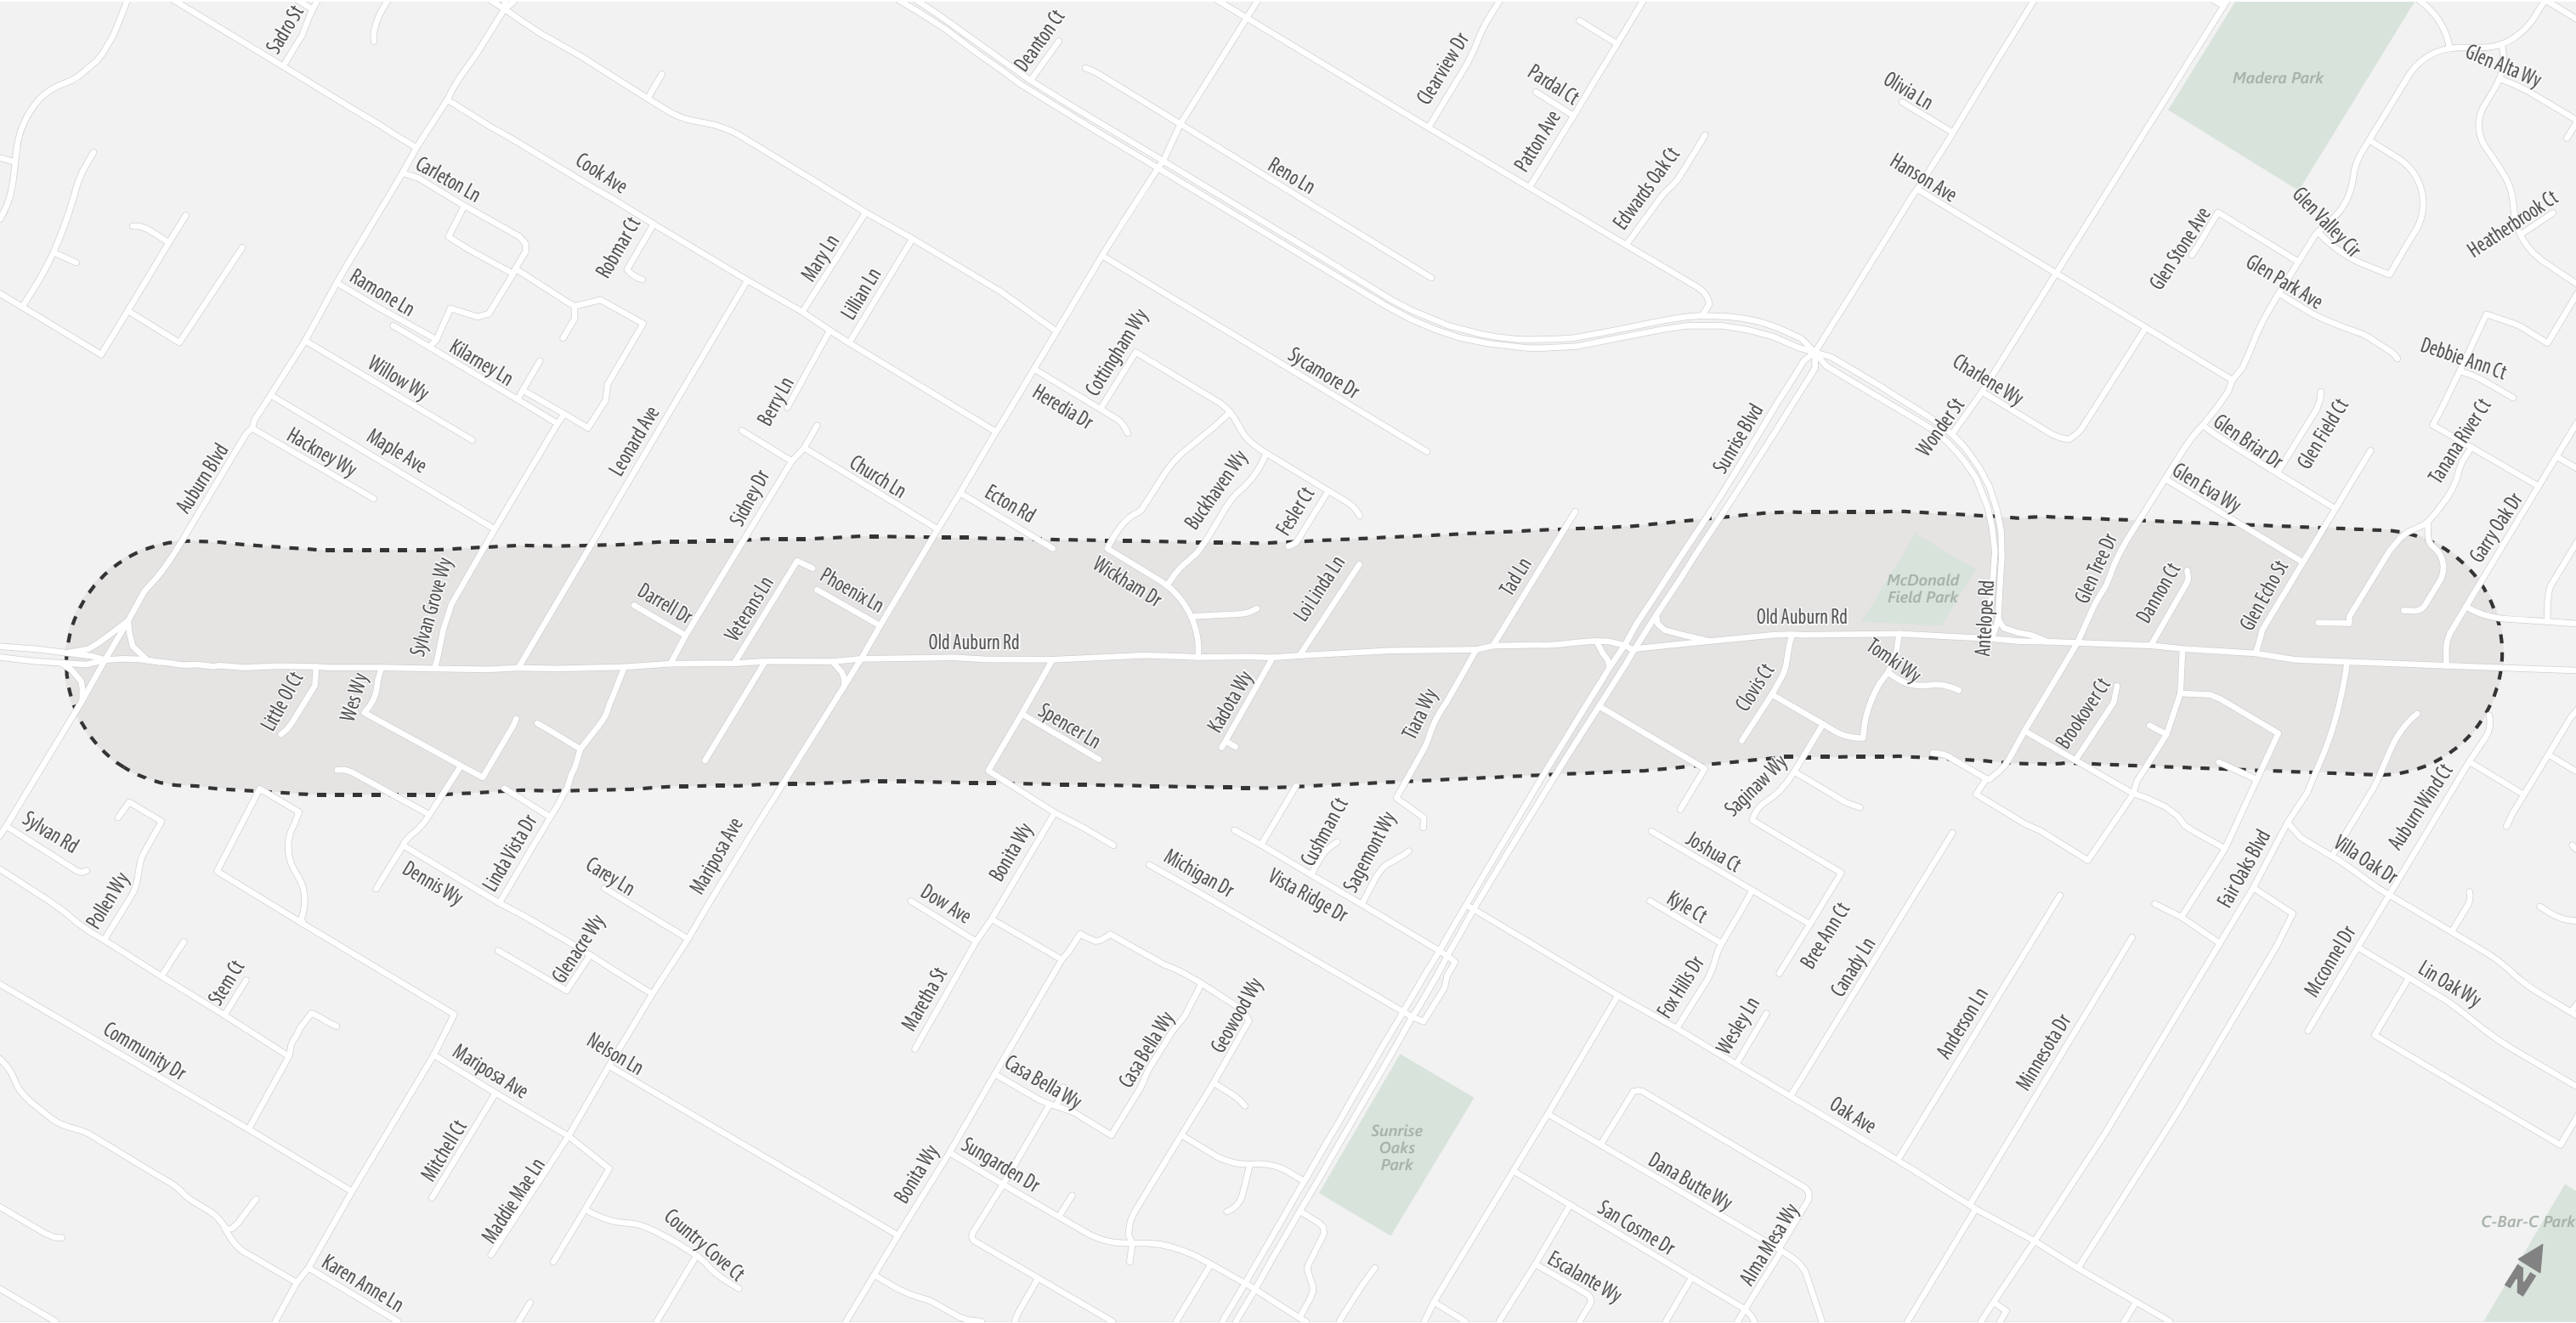 Sadro St
Deanton Ct
Clearview Dr
Pardal Ct
Patton Ave
Olivia Ln
Madera Park
Glen Alta Wy
Carleton Ln
Cook Ave
Reno Ln
Edwards Oak Ct
Hanson Ave
Glen Stone Ave
Glen Valley Cir
Heatherbrook Ct
Robmar Ct
Mary Ln
Lillian Ln
Ramone Ln
Glen Park Ave
Kilarney Ln
Willow Wy
Cottingham Wy
Sycamore Dr
Heredia Dr
Debbie Ann Ct
Charlene Wy
Wonder St
Berry Ln
Leonard Ave
Hackney Wy
Maple Ave
Auburn Blvd
Church Ln
Sidney Dr
Ecton Rd
Buckhaven Wy
Fesler Ct
Sunrise Blvd
Glen Briar Dr
Glen Field Ct
Tanana River Ct
Glen Eva Wy
Garry Oak Dr
Sylvan Grove Wy
Darrell Dr
Veterans Ln
Phoenix Ln
Wickham Dr
Loi Linda Ln
Tad Ln
McDonald
Field Park
Antelope Rd
Glen Tree Dr
Dannon Ct
Glen Echo St
Old Auburn Rd
Old Auburn Rd
Little Ol Ct
Wes Wy
Spencer Ln
Kadota Wy
Tiara Wy
Clovis Ct
Tomki Wy
Brookover Ct
Saginaw Wy
Auburn Wind Ct
Sylvan Rd
Pollen Wy
Dennis Wy
Linda Vista Dr
Carey Ln
Mariposa Ave
Bonita Wy
Dow Ave
Michigan Dr
Vista Ridge Dr
Cushman Ct
Sagemont Wy
Joshua Ct
Kyle Ct
Bree Ann Ct
Canady Ln
Fair Oaks Blvd
Villa Oak Dr
Stem Ct
Glenacre Wy
Maretha St
Geowood Wy
Fox Hills Dr
Wesley Ln
Anderson Ln
Minnesota Dr
Mcconnel Dr
Lin Oak Wy
Community Dr
Mariposa Ave
Nelson Ln
Casa Bella Wy
Casa Bella Wy
Oak Ave
Mitchell Ct
Maddie Mae Ln
Bonita Wy
Sungarden Dr
Sunrise
Oaks
Park
Dana Butte Wy
San Cosme Dr
Alma Mesa Wy
Escalante Wy
Country Cove Ct
Karen Anne Ln
C-Bar-C Park
N